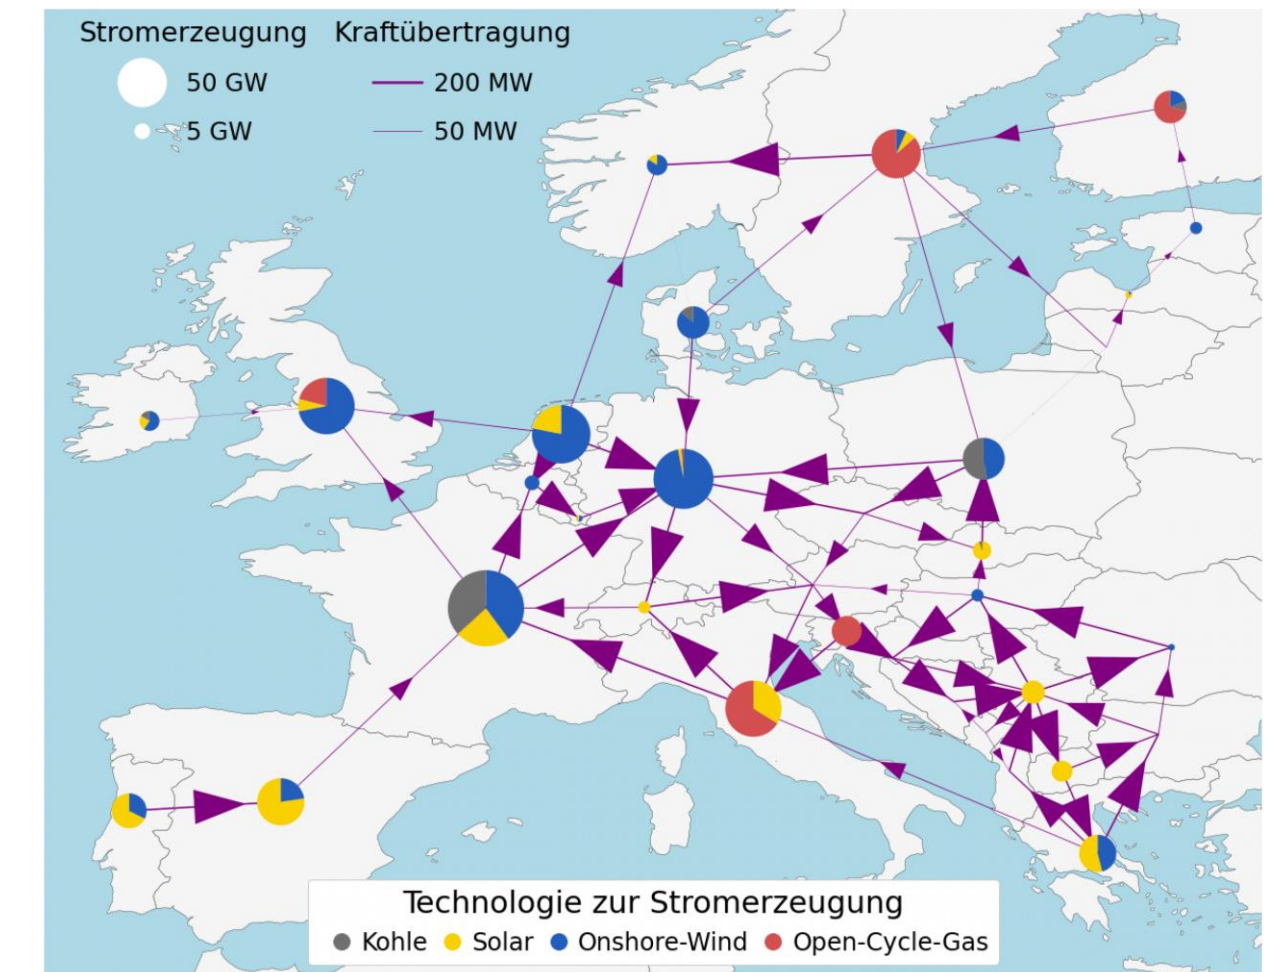 Stromerzeugung Kraftübertragung
50 GW 200 MW
5 GW 50 MW
Technologie zur Stromerzeugung
Kohle Solar Onshore-Wind Open-Cycle-Gas